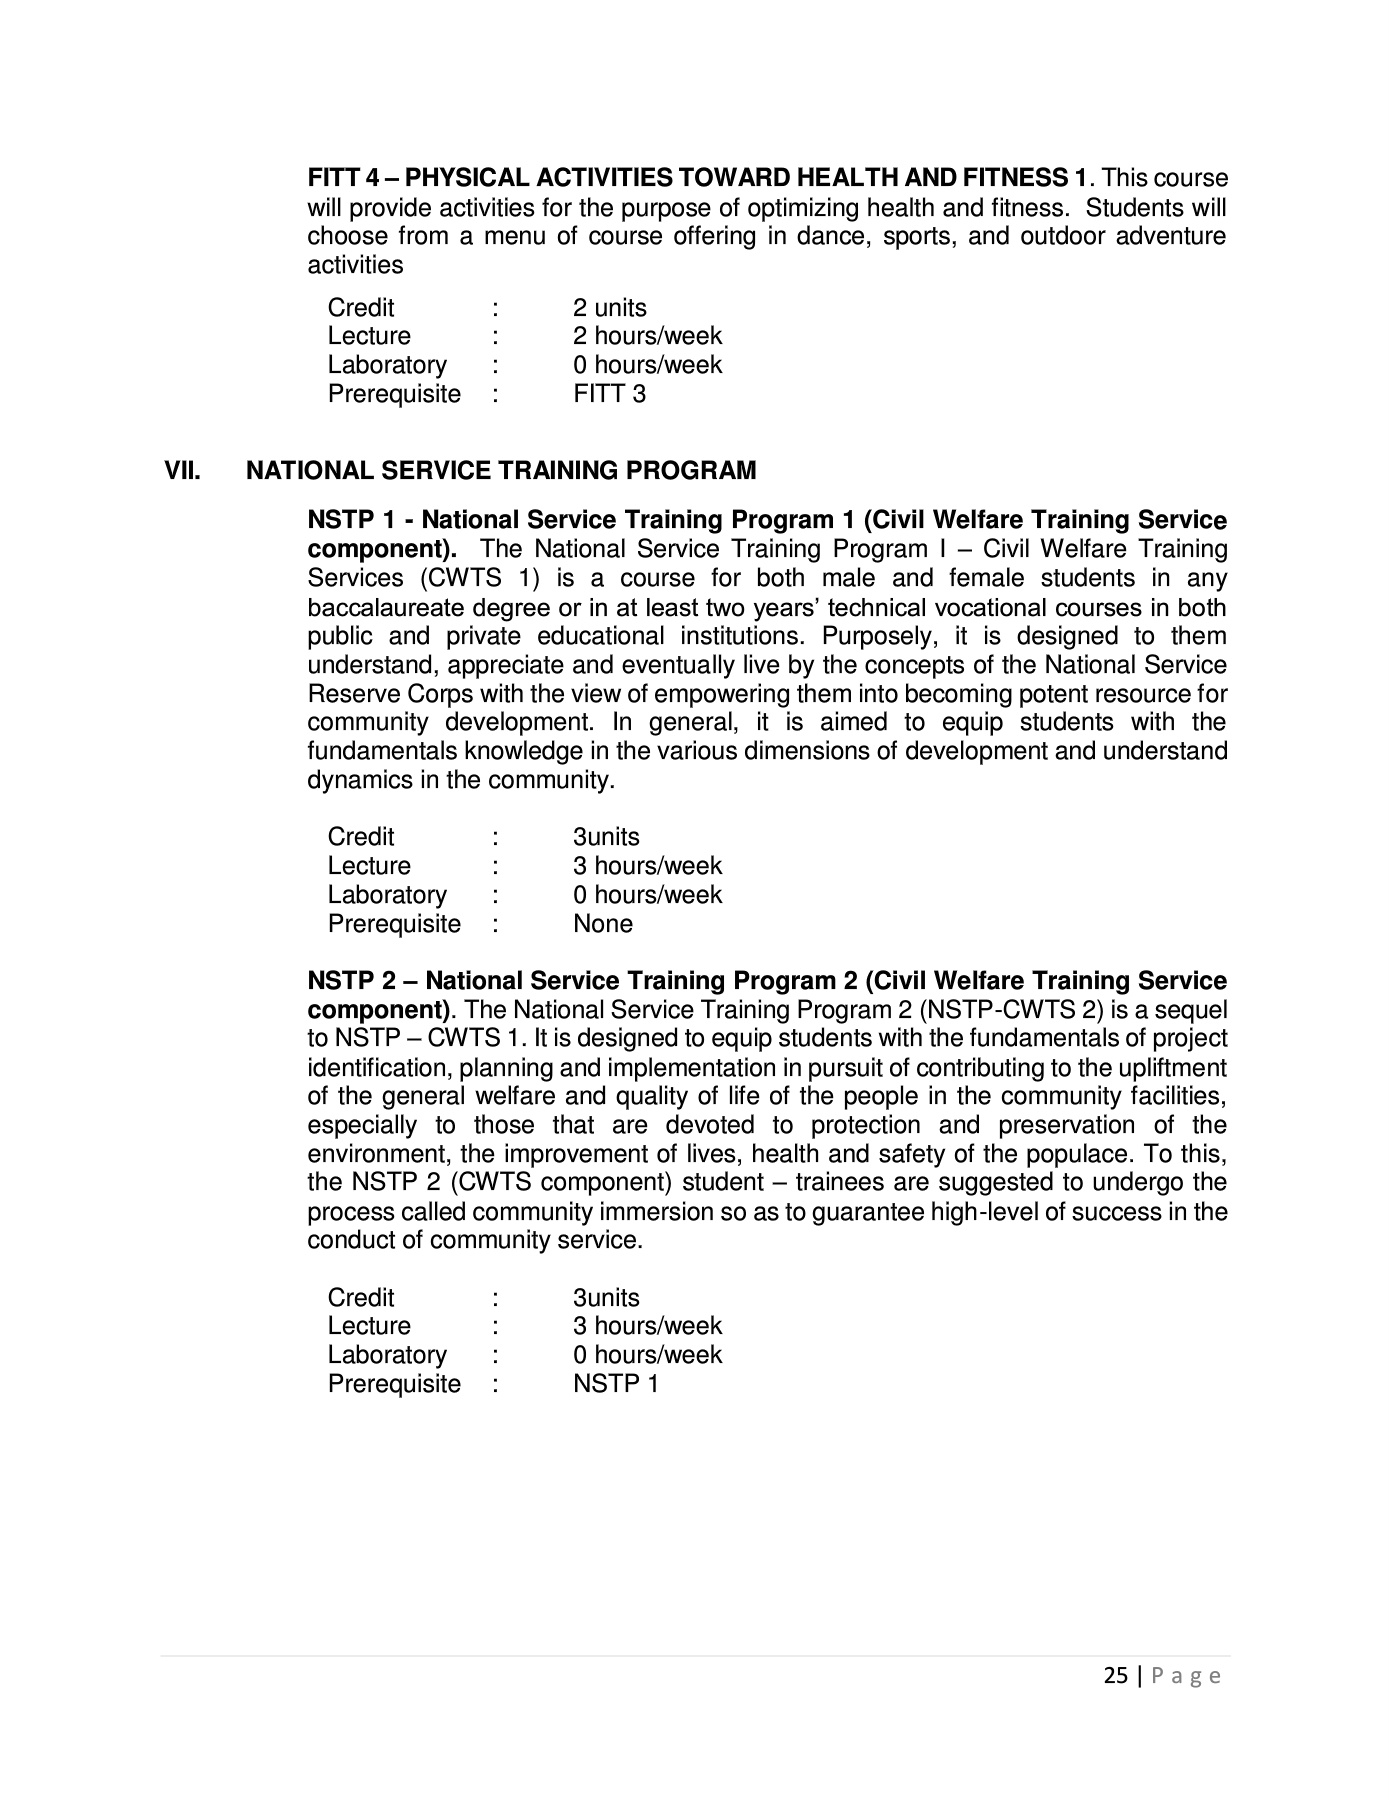 FITT 4 – PHYSICAL ACTIVITIES TOWARD HEALTH AND FITNESS 1. This course
will provide activities for the purpose of optimizing health and fitness.  Students will
choose from a menu of course offering in dance, sports, and outdoor adventure
activities
Credit : 2 units
Lecture : 2 hours/week
Laboratory : 0 hours/week
Prerequisite : FITT 3
VII. NATIONAL SERVICE TRAINING PROGRAM
NSTP 1 - National Service Training Program 1 (Civil Welfare Training Service
component).  The National Service Training Program I – Civil Welfare Training
Services (CWTS 1) is a course for both male and female students in any
baccalaureate degree or in at least two years’ technical vocational courses in both
public and private educational institutions. Purposely, it is designed to them
understand, appreciate and eventually live by the concepts of the National Service
Reserve Corps with the view of empowering them into becoming potent resource for
community development. In general, it is aimed to equip students with the
fundamentals knowledge in the various dimensions of development and understand
dynamics in the community.
Credit : 3units
Lecture : 3 hours/week
Laboratory : 0 hours/week
Prerequisite : None
NSTP 2 – National Service Training Program 2 (Civil Welfare Training Service
component). The National Service Training Program 2 (NSTP-CWTS 2) is a sequel
to NSTP – CWTS 1. It is designed to equip students with the fundamentals of project
identification, planning and implementation in pursuit of contributing to the upliftment
of the general welfare and quality of life of the people in the community facilities,
especially to those that are devoted to protection and preservation of the
environment, the improvement of lives, health and safety of the populace. To this,
the NSTP 2 (CWTS component) student – trainees are suggested to undergo the
process called community immersion so as to guarantee high-level of success in the
conduct of community service.
Credit : 3units
Lecture : 3 hours/week
Laboratory : 0 hours/week
Prerequisite : NSTP 1
25 | Page